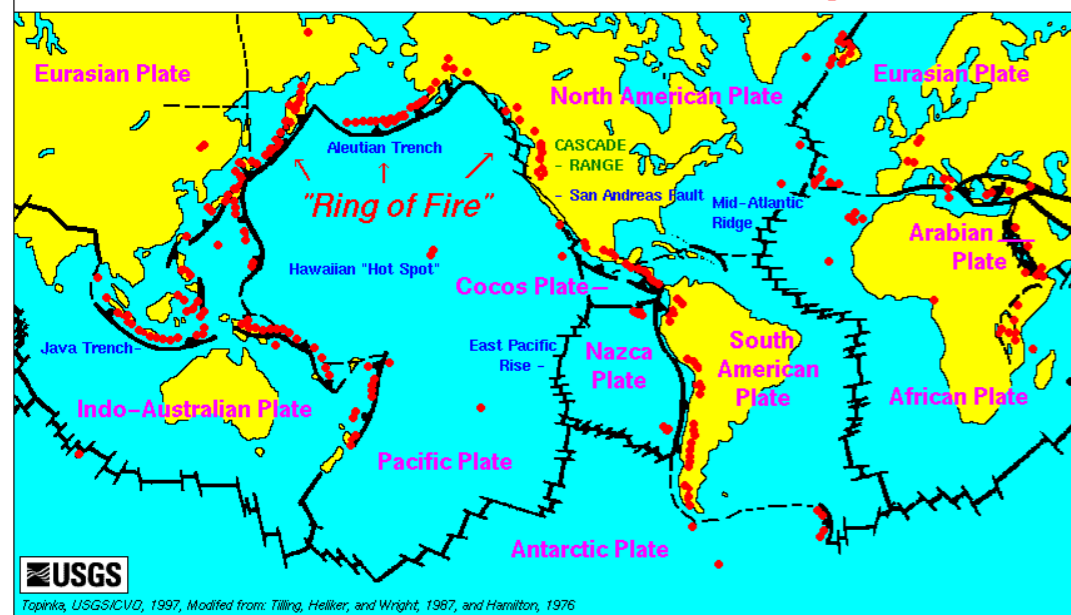 Eurasian Plate
Eurasian Plate
North American Plate
Aleutian Trench
CASCADE
- RANGE
"Ring of Fire"
- San Andreas Fault
Mid-Atlantic
Ridge
Arabian
Plate
Hawaiian "Hot Spot"
Cocos Plate
Java Trench-
East Pacific
Rise -
Nazca
Plate
South
American
Plate
Indo-Australian Plate
African Plate
Pacific Plate
Antarctic Plate
USGS
Topinka, USGS/CVO, 1997, Modifed from: Tilling, Heliker, and Wright, 1987, and Hamilton, 1976